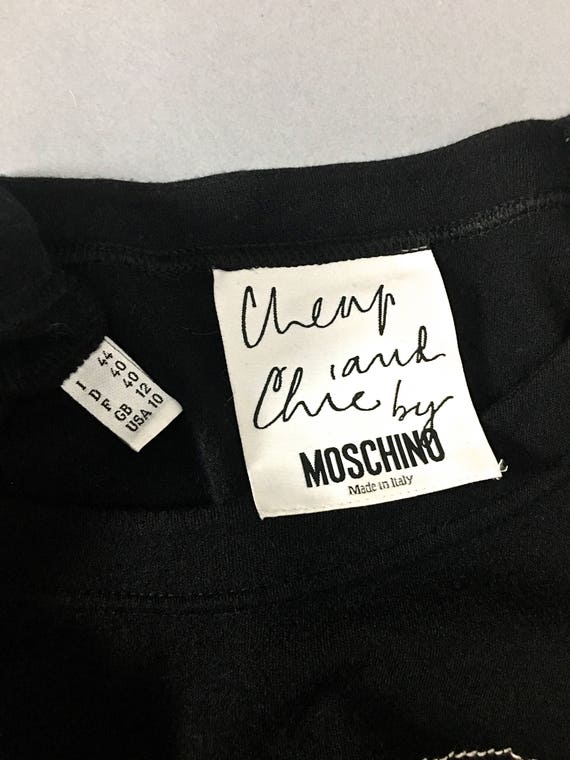 Cheap
and
Chic by
MOSCHINO
Made in Italy
I 44
D 40
F 40
GB 12
USA 10